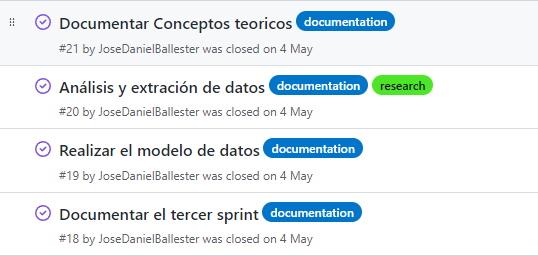 Documentar Conceptos teoricos documentation
#21 by JoseDanielBallester was closed on 4 May
Análisis y extración de datos documentation research
#20 by JoseDanielBallester was closed on 4 May
Realizar el modelo de datos documentation
#19 by JoseDanielBallester was closed on 4 May
Documentar el tercer sprint documentation
#18 by JoseDanielBallester was closed on 4 May